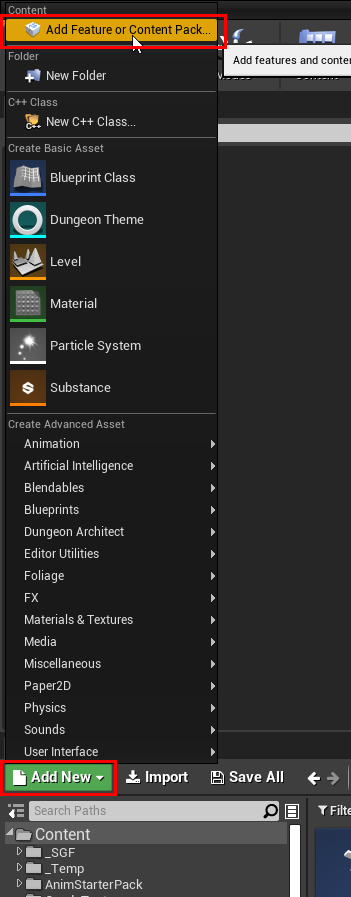 Content
Add Feature or Content Pack...
Add features and conte
Folder
New Folder
C++ Class
New C++ Class...
Create Basic Asset
Blueprint Class
Dungeon Theme
Level
Material
Particle System
Substance
Create Advanced Asset
Animation
Artificial Intelligence
Blendables
Blueprints
Dungeon Architect
Editor Utilities
Foliage
FX
Materials & Textures
Media
Miscellaneous
Paper2D
Physics
Sounds
User Interface
Add New
Import
Save All
Search Paths
Filte
Content
_SGF
_Temp
AnimStarterPack